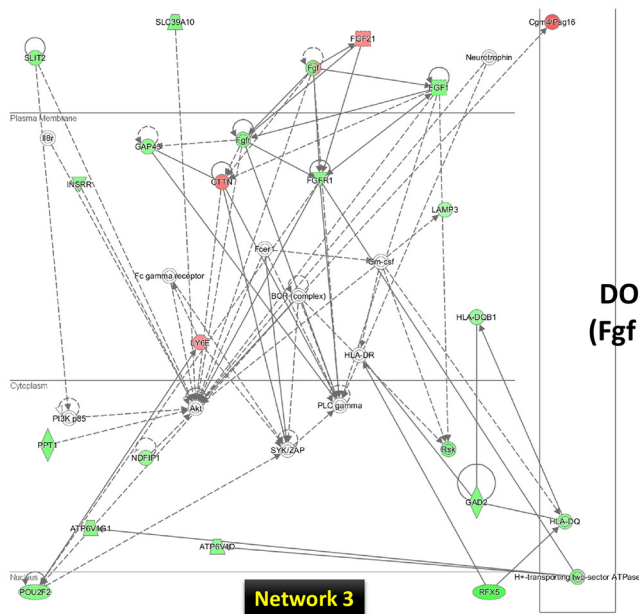 SLC39A10
Cgm4/Psg16
FGF21
SLIT2
Fgf
Neurotrophin
FGF1
Plasma Membrane
Il8r
GAP43
Fgfr
INSRR
CTTN
FGFR1
LAMP3
Fcer1
Gm-csf
Fc gamma receptor
BCR (complex)
DO
HLA-DQB1
(Fgf
LY6E
HLA-DR
Cytoplasm
Akt
PLC gamma
PI3K p85
PPT1
SYK/ZAP
Rsk
NDFIP1
GAD2
HLA-DQ
ATP6V1G1
ATP6V1D
Nucleus
H+-transporting two-sector ATPase
POU2F2
Network 3
RFX5